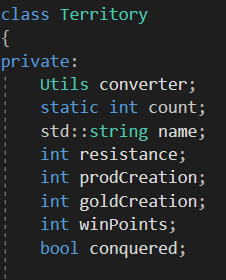 class Territory
{
private:
Utils converter;
static int count;
std::string name;
int resistance;
int prodCreation;
int goldCreation;
int winPoints;
bool conquered;